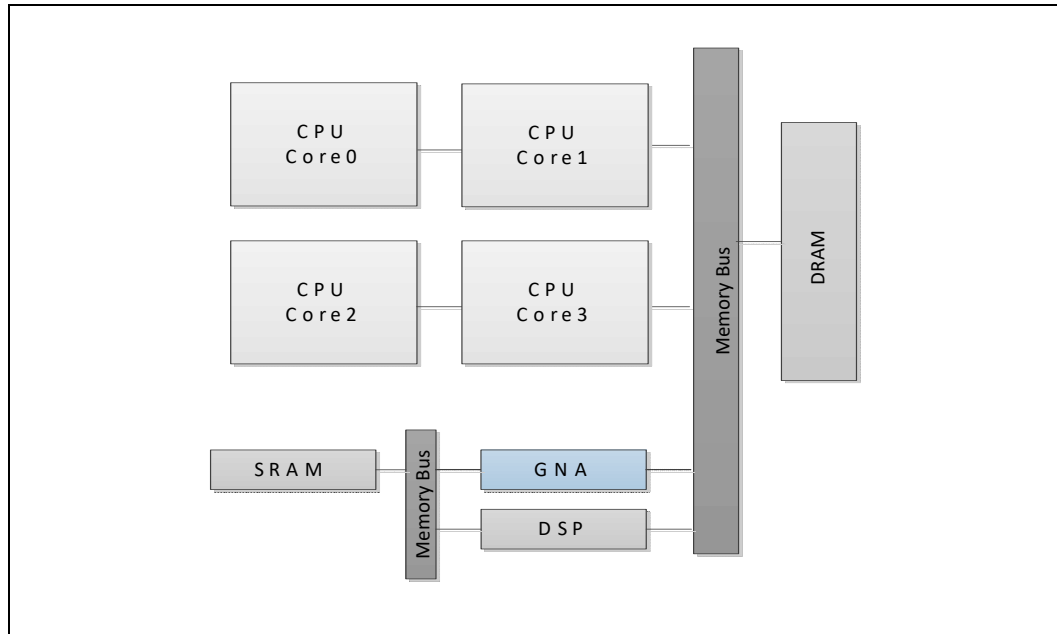 CPU
Core0
CPU
Core1
CPU
Core2
CPU
Core3
Memory Bus
DRAM
SRAM
Memory Bus
GNA
DSP